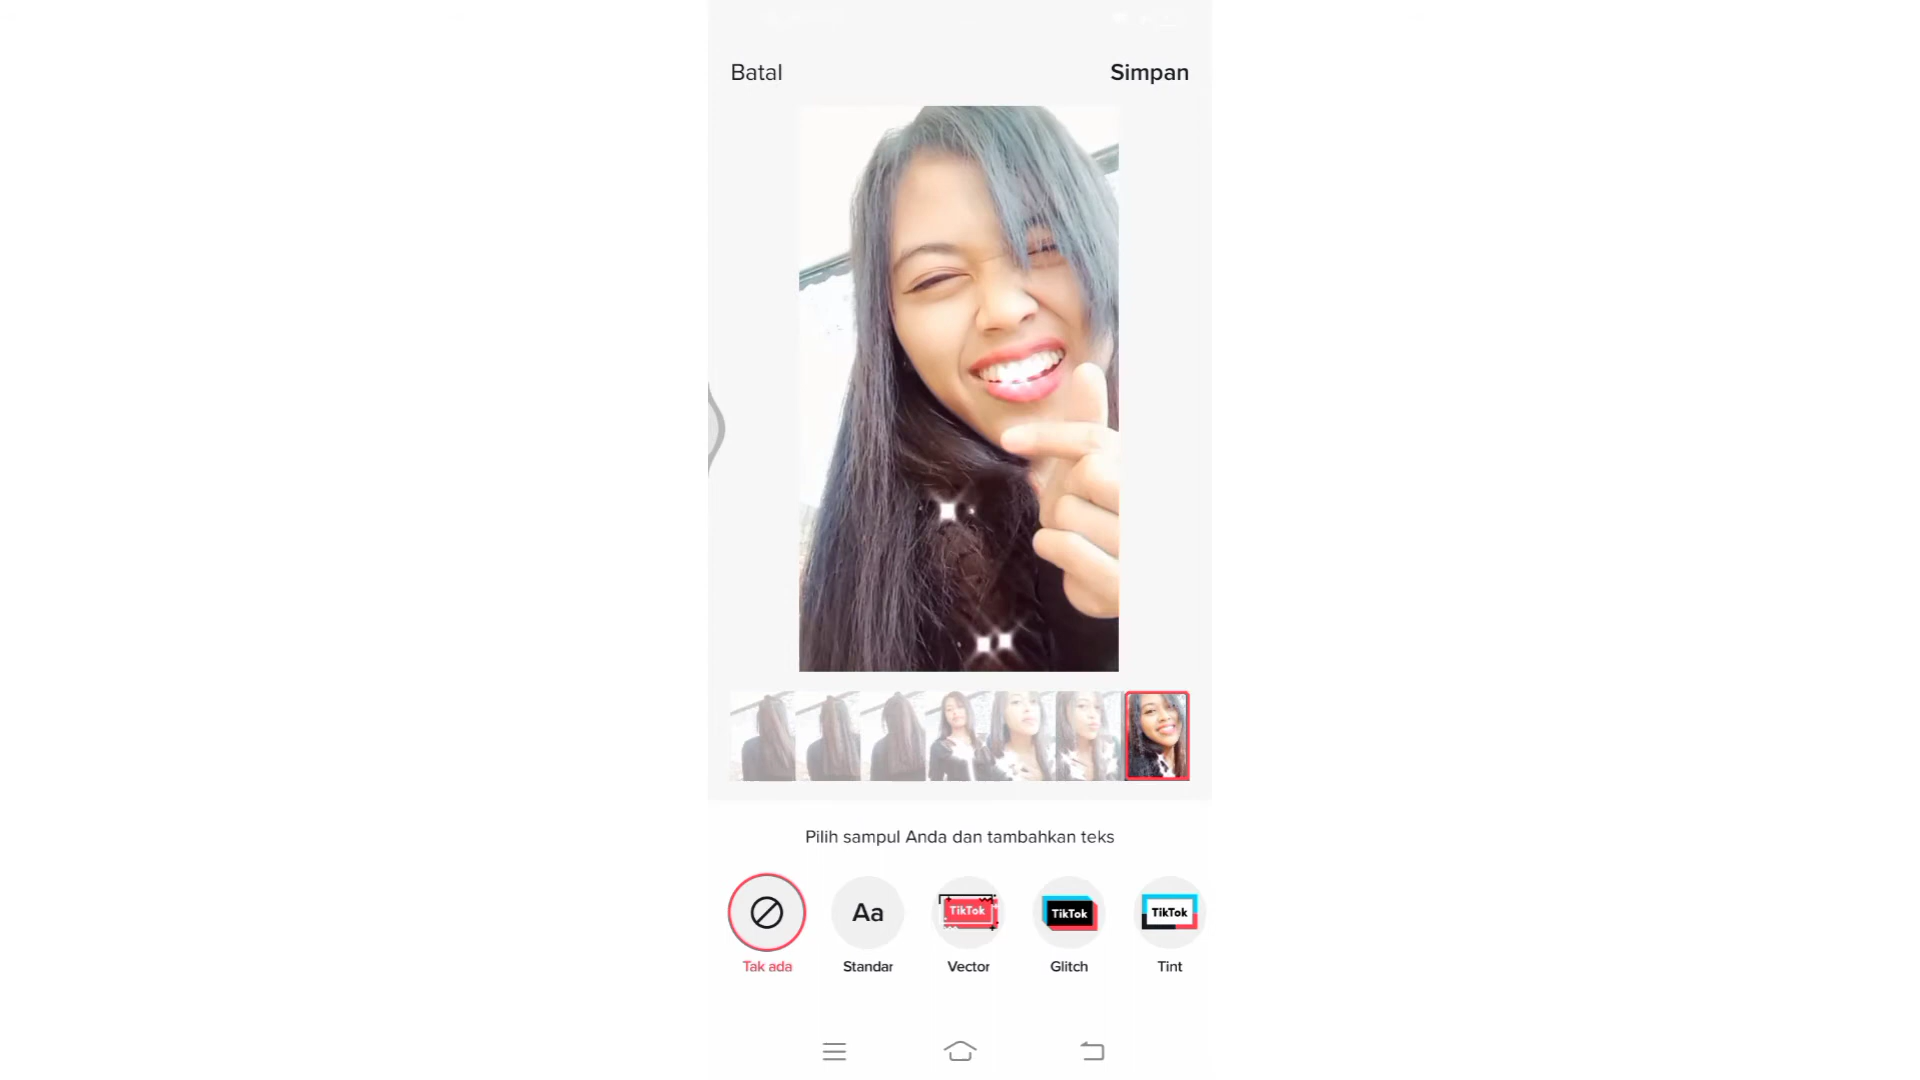 Batal
Simpan
Pilih sampul Anda dan tambahkan teks
Aa
TikTok
TikTok
TikTok
Tak ada
Standar
Vector
Glitch
Tint